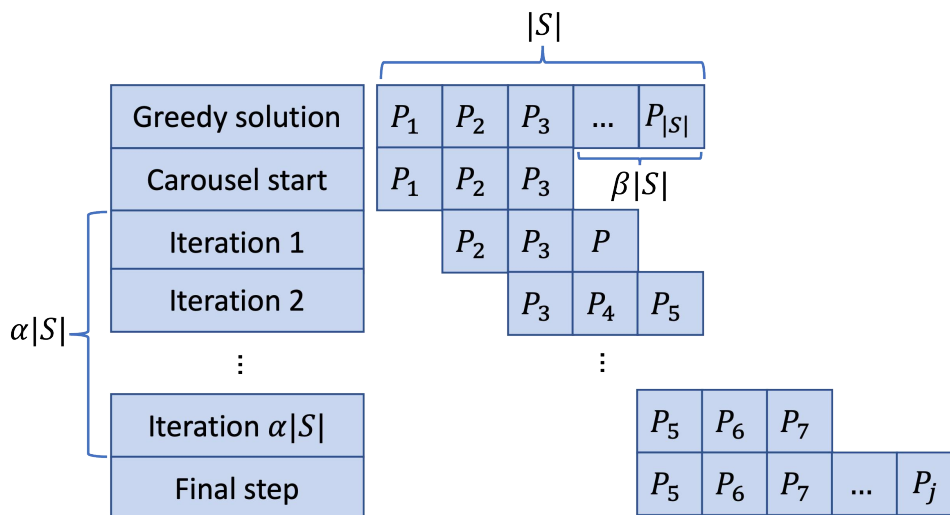 |S|
Greedy solution P₁ P₂ P₃ ... P|S|
Carousel start P₁ P₂ P₃ β|S|
Iteration 1 P₂ P₃ P
Iteration 2 P₃ P₄ P₅
α|S|
⋮ ⋮
Iteration α|S| P₅ P₆ P₇
Final step P₅ P₆ P₇ ... Pⱼ